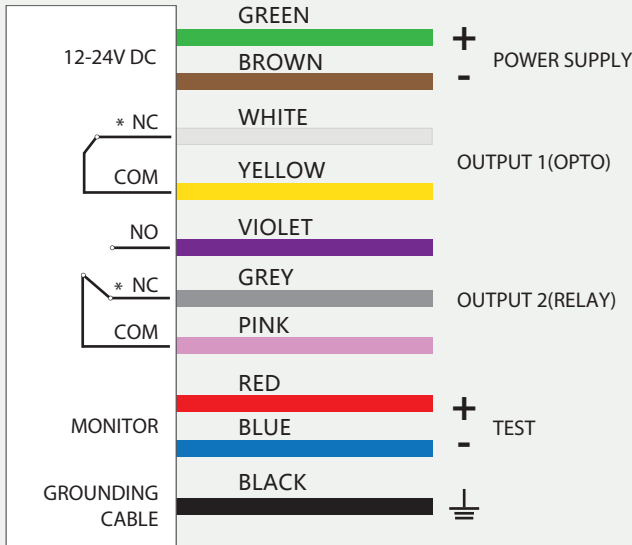 GREEN
12-24V DC
+
POWER SUPPLY
BROWN
-
* NC
WHITE
OUTPUT 1(OPTO)
COM
YELLOW
NO
VIOLET
* NC
GREY
OUTPUT 2(RELAY)
COM
PINK
RED
+
MONITOR
TEST
BLUE
-
GROUNDING
CABLE
BLACK